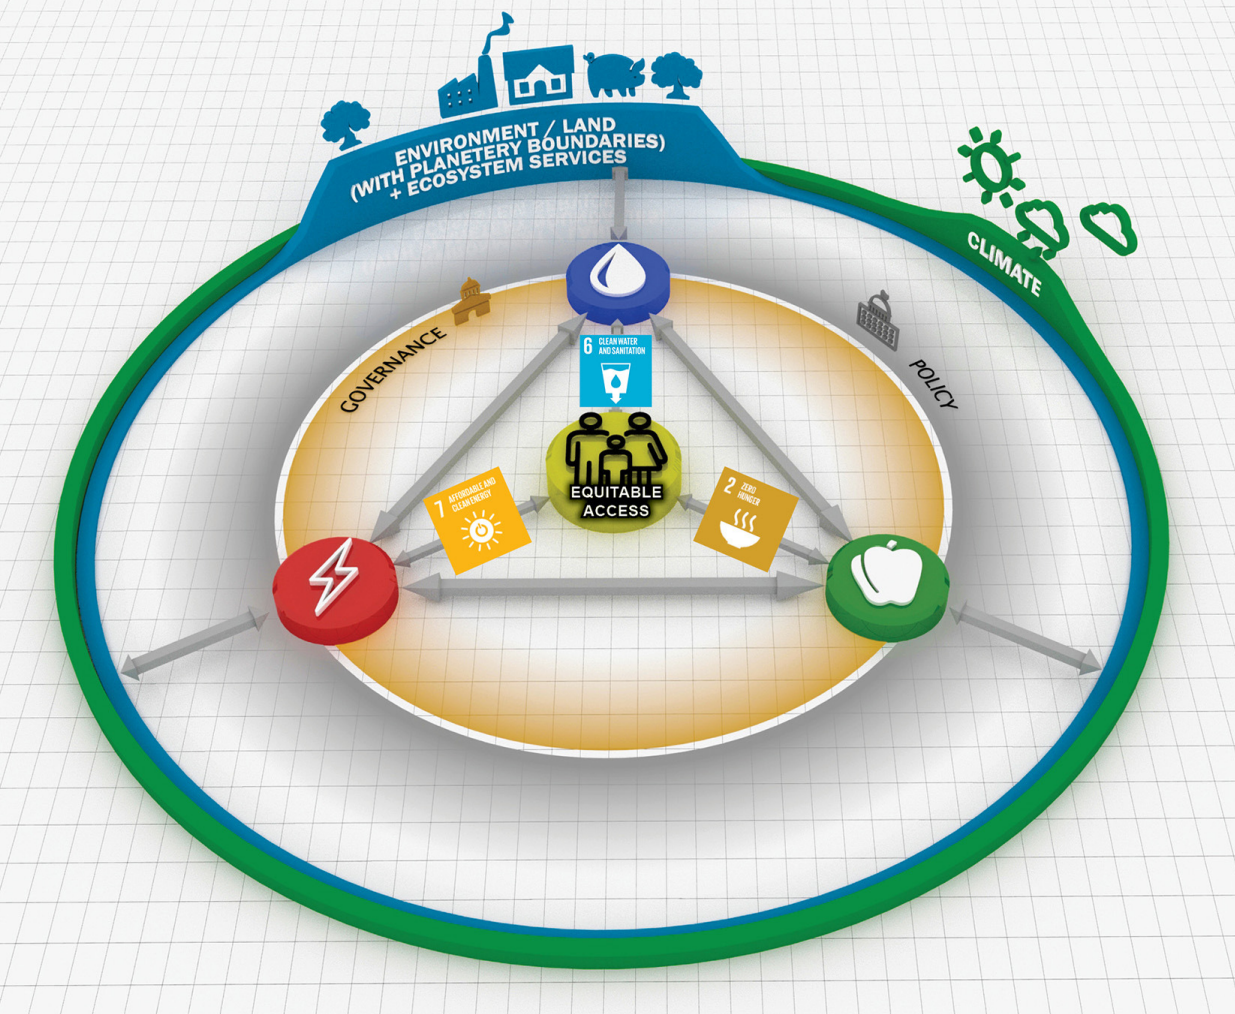 ENVIRONMENT / LAND
(WITH PLANETERY BOUNDARIES)
+ ECOSYSTEM SERVICES
CLIMATE
GOVERNANCE
POLICY
6 CLEAN WATER
AND SANITATION
EQUITABLE
ACCESS
7 AFFORDABLE AND
CLEAN ENERGY
2 ZERO
HUNGER